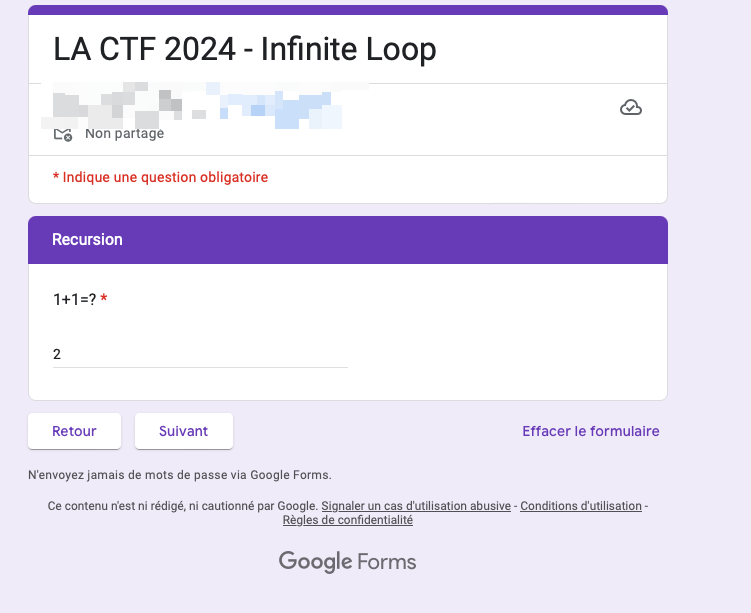 LA CTF 2024 - Infinite Loop
Non partagé
* Indique une question obligatoire
Recursion
1+1=? *
2
Retour
Suivant
Effacer le formulaire
N'envoyez jamais de mots de passe via Google Forms.
Ce contenu n'est ni rédigé, ni cautionné par Google. Signaler un cas d'utilisation abusive - Conditions d'utilisation -
Règles de confidentialité
Google Forms